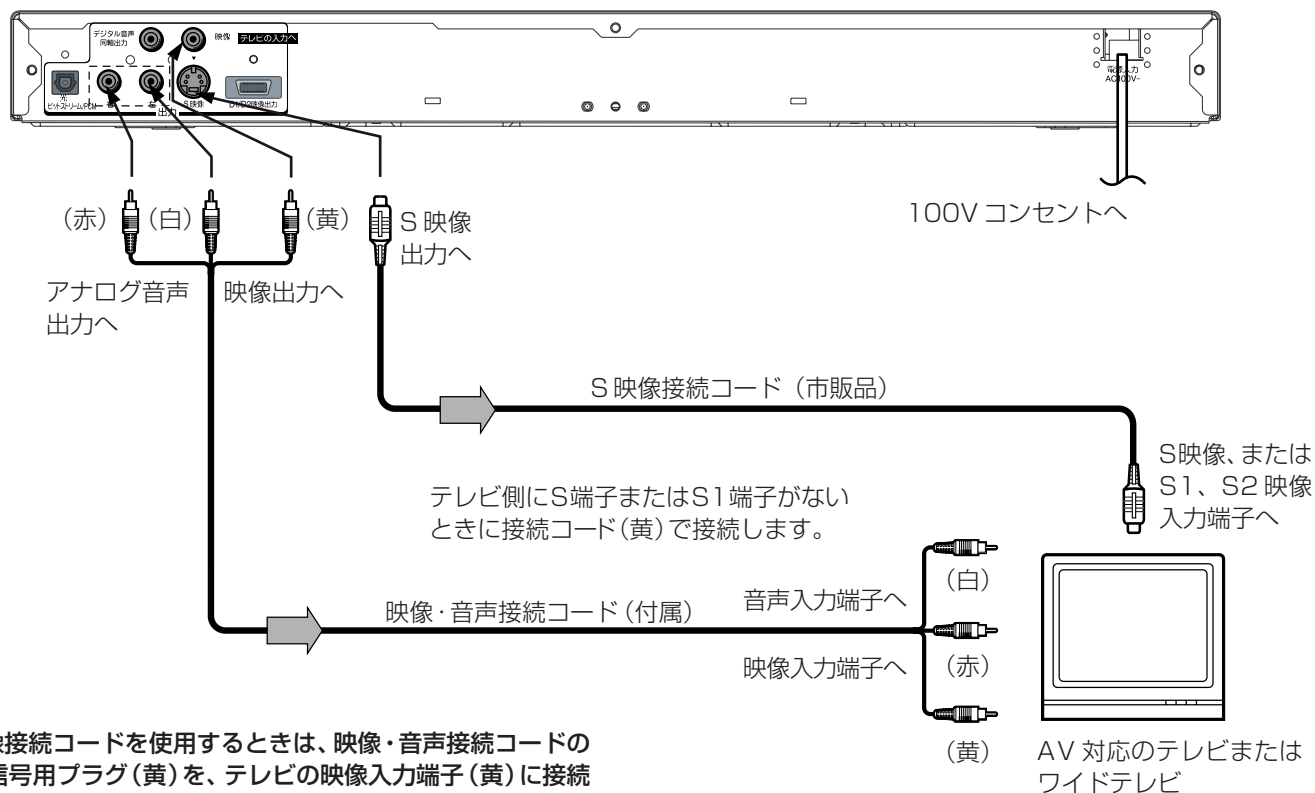 デジタル音声
同軸出力
映像
テレビの入力へ
光
ビットストリーム/PCM
右
左
出力
S映像
D1/D2映像出力
電源入力
AC100V~
100V コンセントへ
(赤)
(白)
(黄)
S 映像
出力へ
アナログ音声
出力へ
映像出力へ
S 映像接続コード（市販品）
S映像、または
S1、S2 映像
入力端子へ
テレビ側にS端子またはS1端子がない
ときに接続コード(黄)で接続します。
映像・音声接続コード(付属)
音声入力端子へ
(白)
映像入力端子へ
(赤)
(黄)
AV 対応のテレビまたは
ワイドテレビ
接続コードを使用するときは、映像・音声接続コードの
信号用プラグ(黄)を、テレビの映像入力端子(黄)に接続